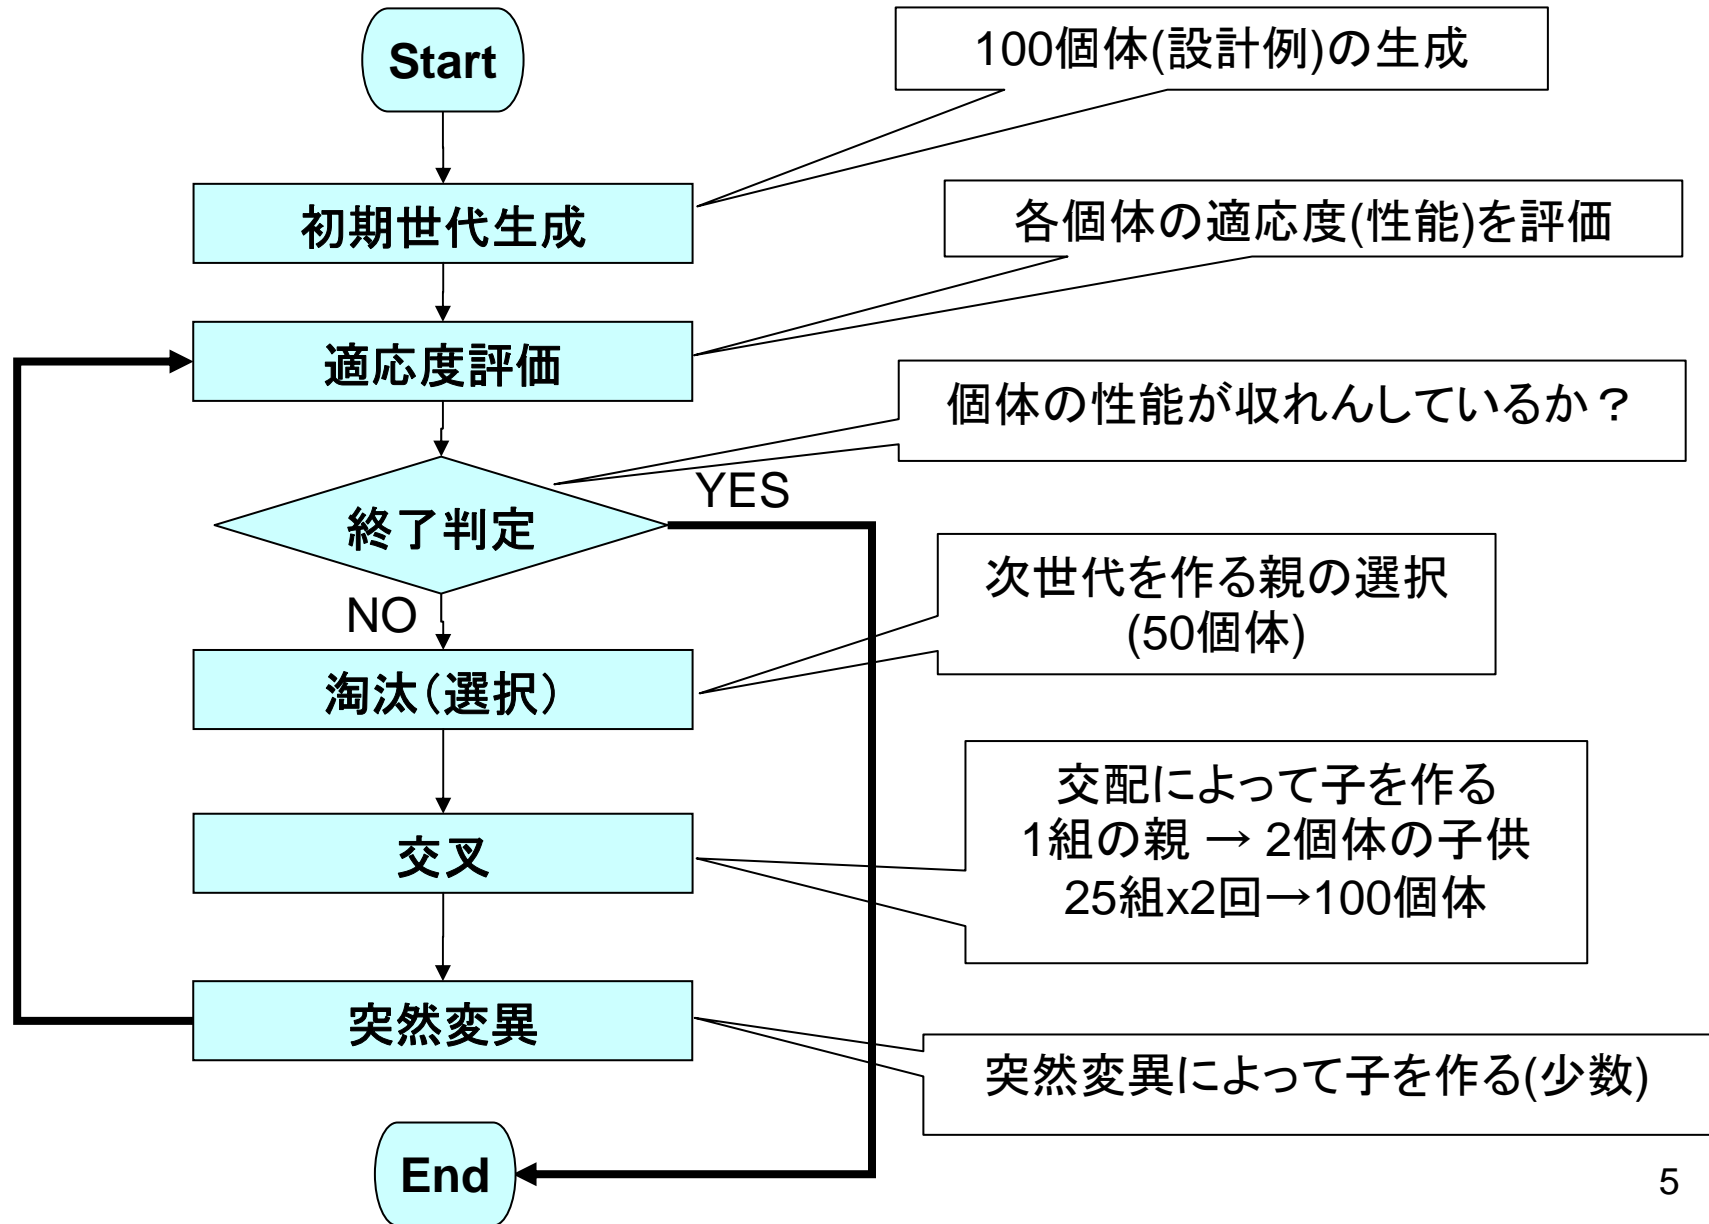 Start
100個体(設計例)の生成
初期世代生成
各個体の適応度(性能)を評価
適応度評価
個体の性能が収れんしているか？
YES
終了判定
NO
次世代を作る親の選択
(50個体)
淘汰（選択）
交配によって子を作る
1組の親 → 2個体の子供
25組x2回→100個体
交叉
突然変異
突然変異によって子を作る(少数)
End
5